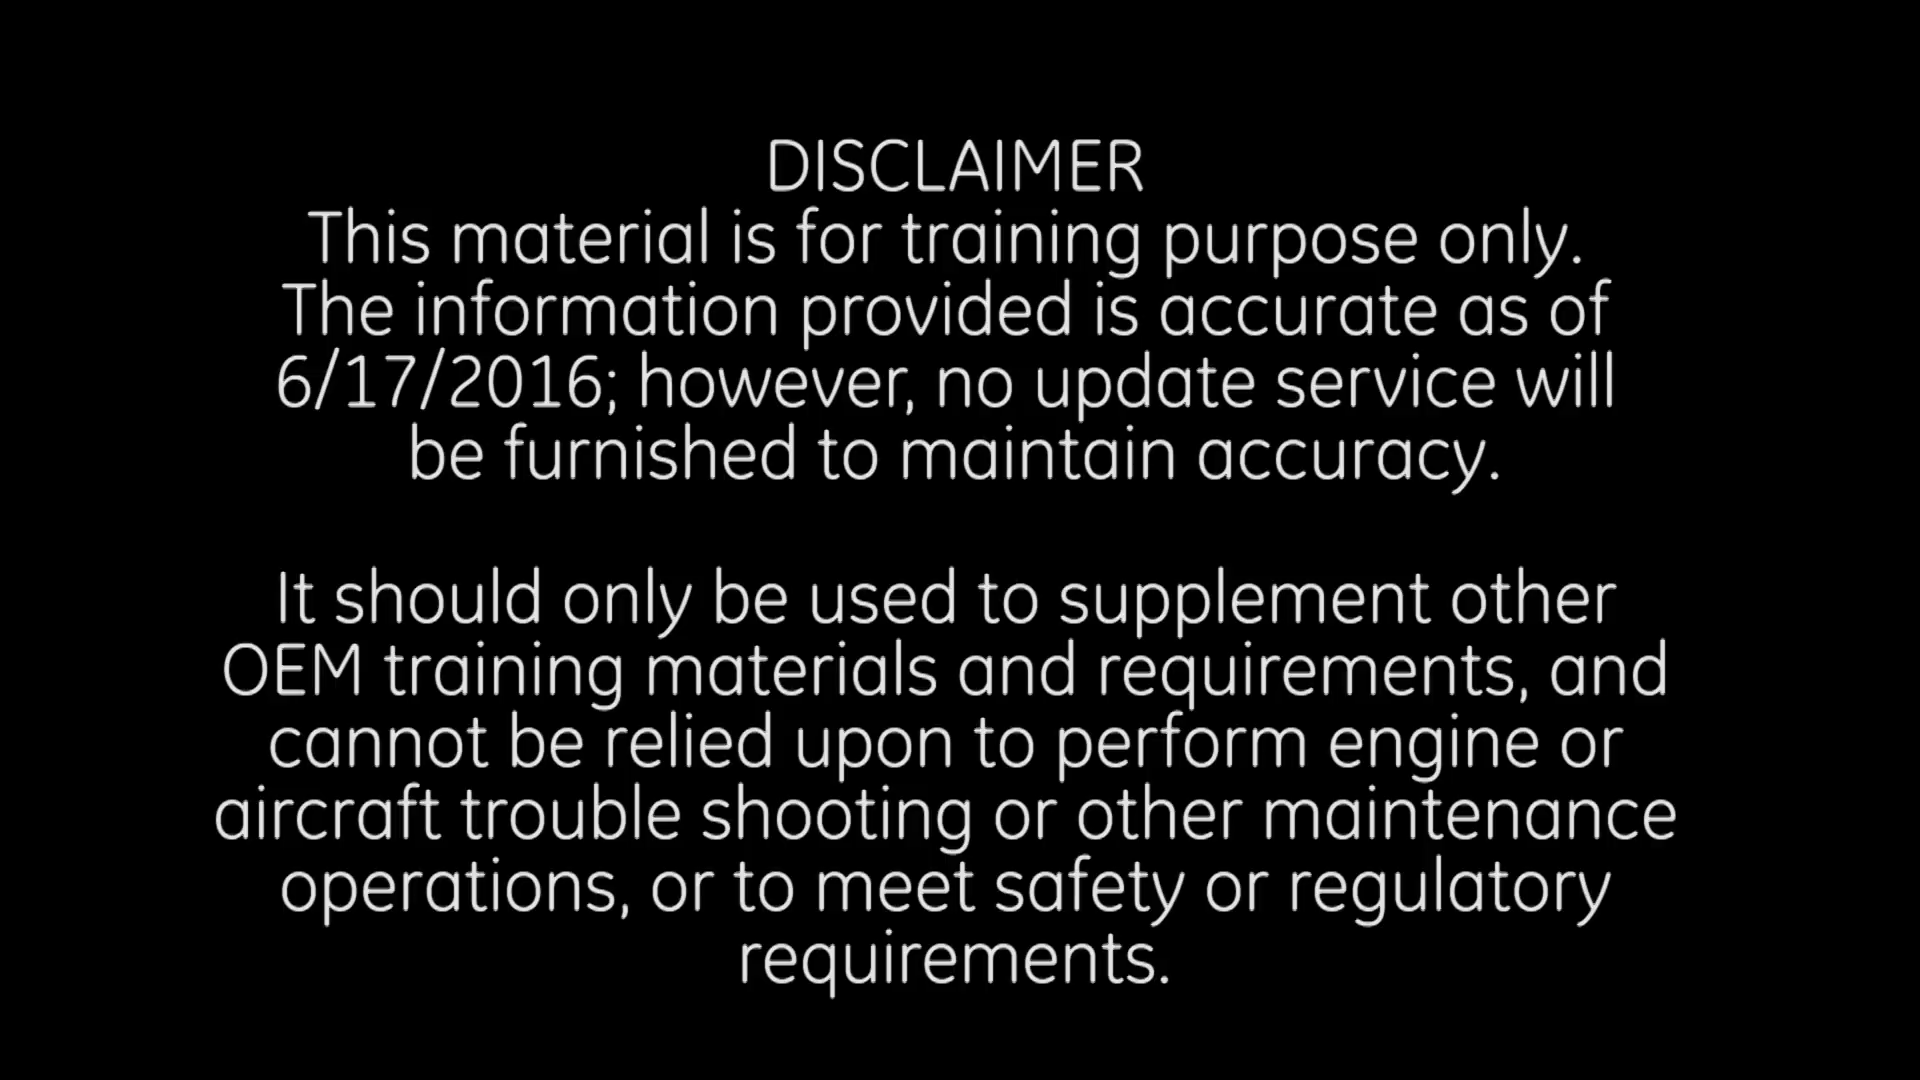 DISCLAIMER
This material is for training purpose only.
The information provided is accurate as of
6/17/2016; however, no update service will
be furnished to maintain accuracy.
It should only be used to supplement other
OEM training materials and requirements, and
cannot be relied upon to perform engine or
aircraft trouble shooting or other maintenance
operations, or to meet safety or regulatory
requirements.